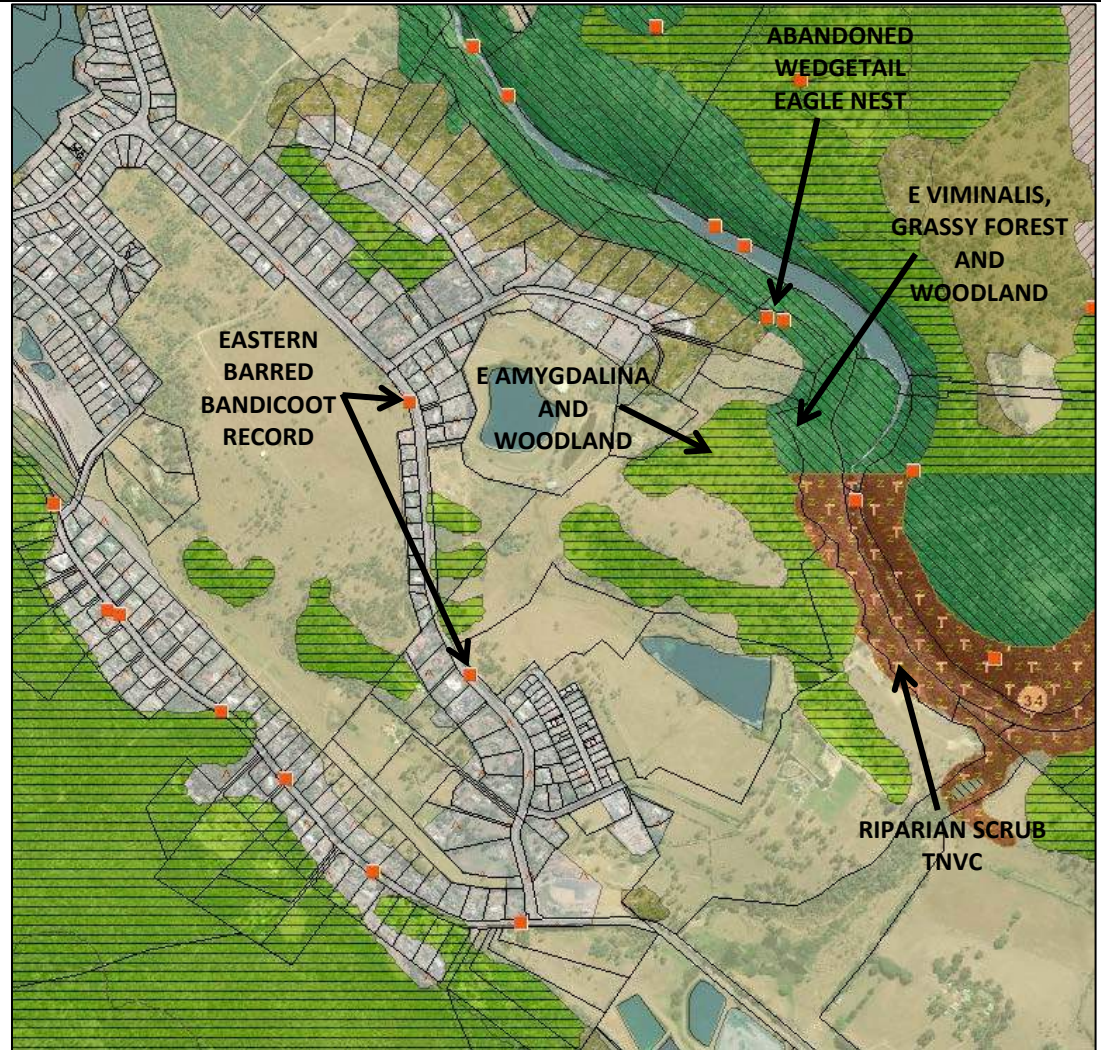 ABANDONED
WEDGETAIL
EAGLE NEST
E VIMINALIS,
GRASSY FOREST
AND
WOODLAND
EASTERN
BARRED
BANDICOOT
RECORD
E AMYGDALINA
AND
WOODLAND
34
RIPARIAN SCRUB
TNVC